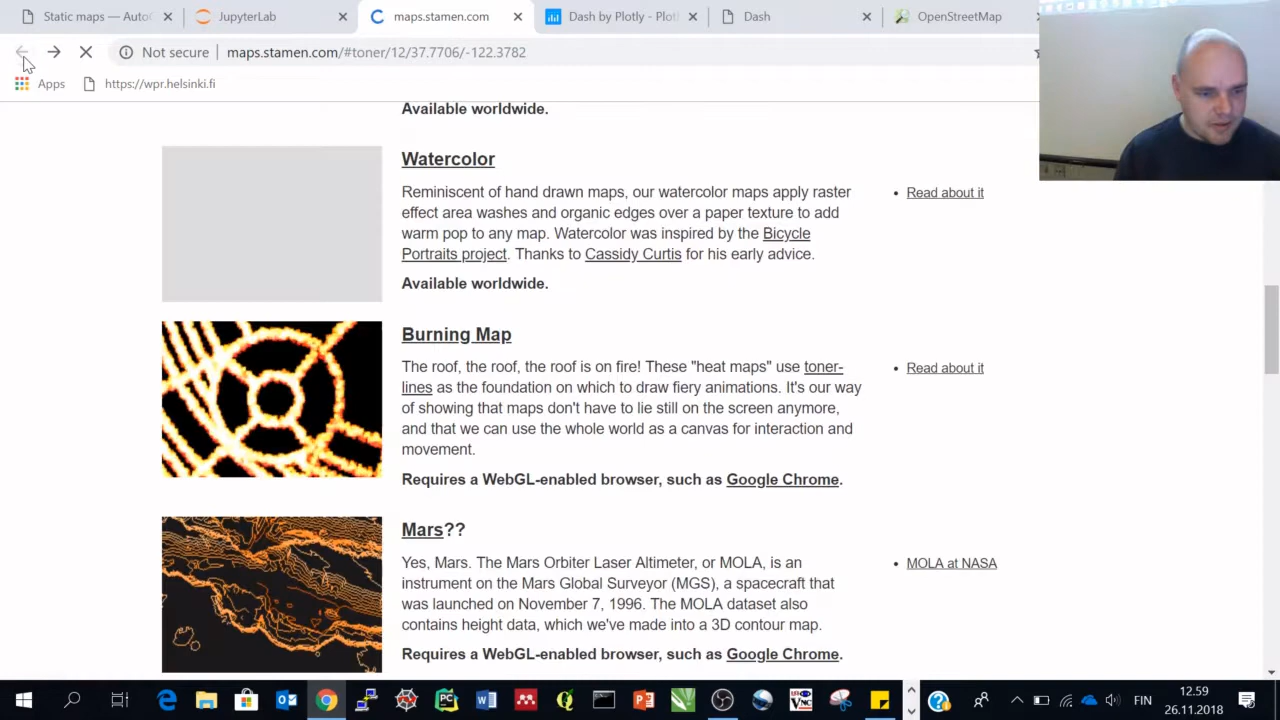 Static maps — Auto
JupyterLab
maps.stamen.com
Dash by Plotly - Plotl
Dash
OpenStreetMap
Not secure
maps.stamen.com/#toner/12/37.7706/-122.3782
Apps
https://wpr.helsinki.fi
Available worldwide.
Watercolor
Reminiscent of hand drawn maps, our watercolor maps apply raster
effect area washes and organic edges over a paper texture to add
warm pop to any map. Watercolor was inspired by the Bicycle
Portraits project. Thanks to Cassidy Curtis for his early advice.
Available worldwide.
• Read about it
Burning Map
The roof, the roof, the roof is on fire! These "heat maps" use toner-
lines as the foundation on which to draw fiery animations. It's our way
of showing that maps don't have to lie still on the screen anymore,
and that we can use the whole world as a canvas for interaction and
movement.
Requires a WebGL-enabled browser, such as Google Chrome.
• Read about it
Mars??
Yes, Mars. The Mars Orbiter Laser Altimeter, or MOLA, is an
instrument on the Mars Global Surveyor (MGS), a spacecraft that
was launched on November 7, 1996. The MOLA dataset also
contains height data, which we've made into a 3D contour map.
Requires a WebGL-enabled browser, such as Google Chrome.
• MOLA at NASA
FIN
12.59
26.11.2018